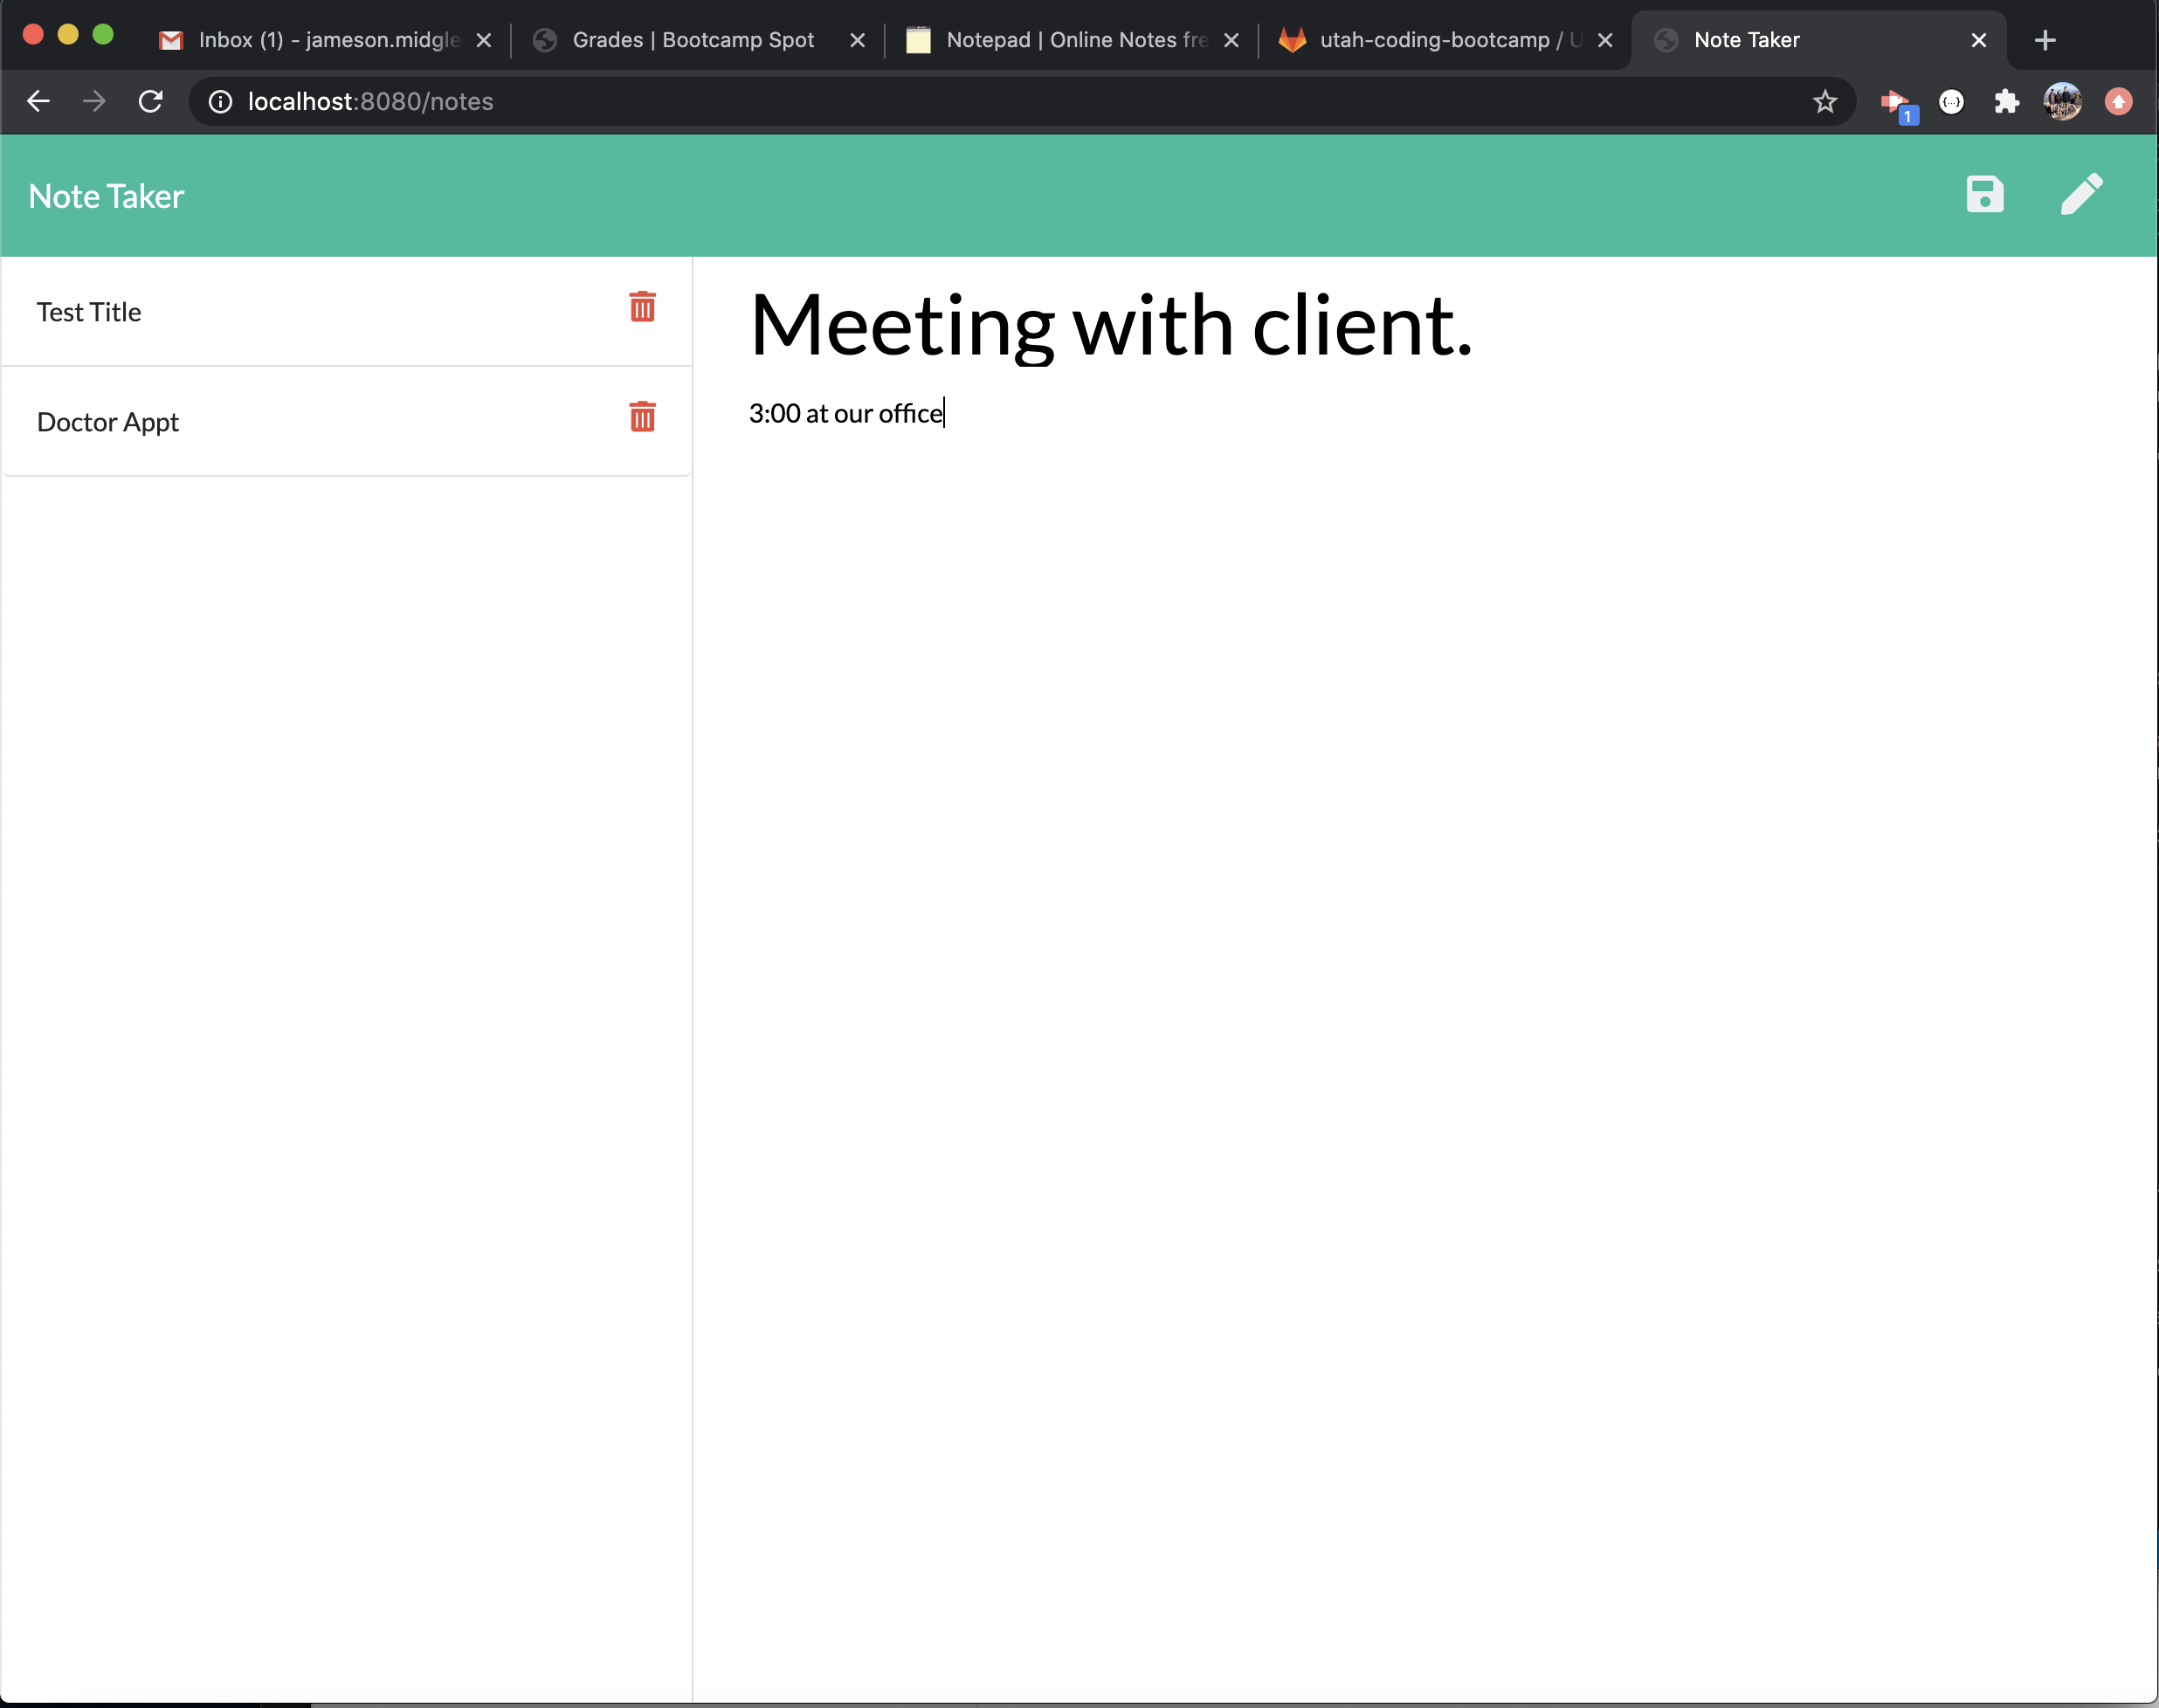 Inbox (1) - jameson.midgle
Grades | Bootcamp Spot
Notepad | Online Notes fre
utah-coding-bootcamp / U
Note Taker
localhost:8080/notes
1
Note Taker
Test Title
Doctor Appt
Meeting with client.
3:00 at our office